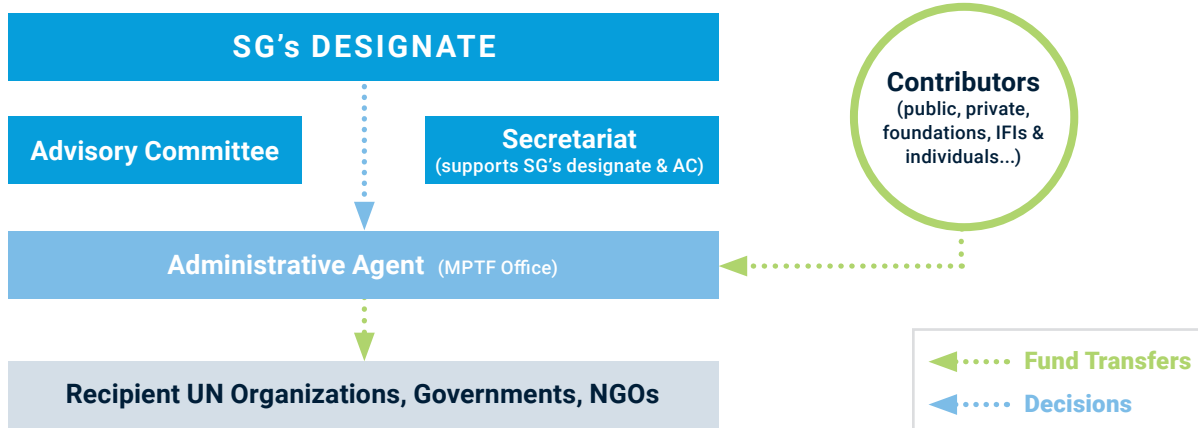 SG's DESIGNATE
Advisory Committee
Secretariat
(supports SG's designate & AC)
Contributors
(public, private,
foundations, IFIs &
individuals...)
Administrative Agent (MPTF Office)
Recipient UN Organizations, Governments, NGOs
Fund Transfers
Decisions